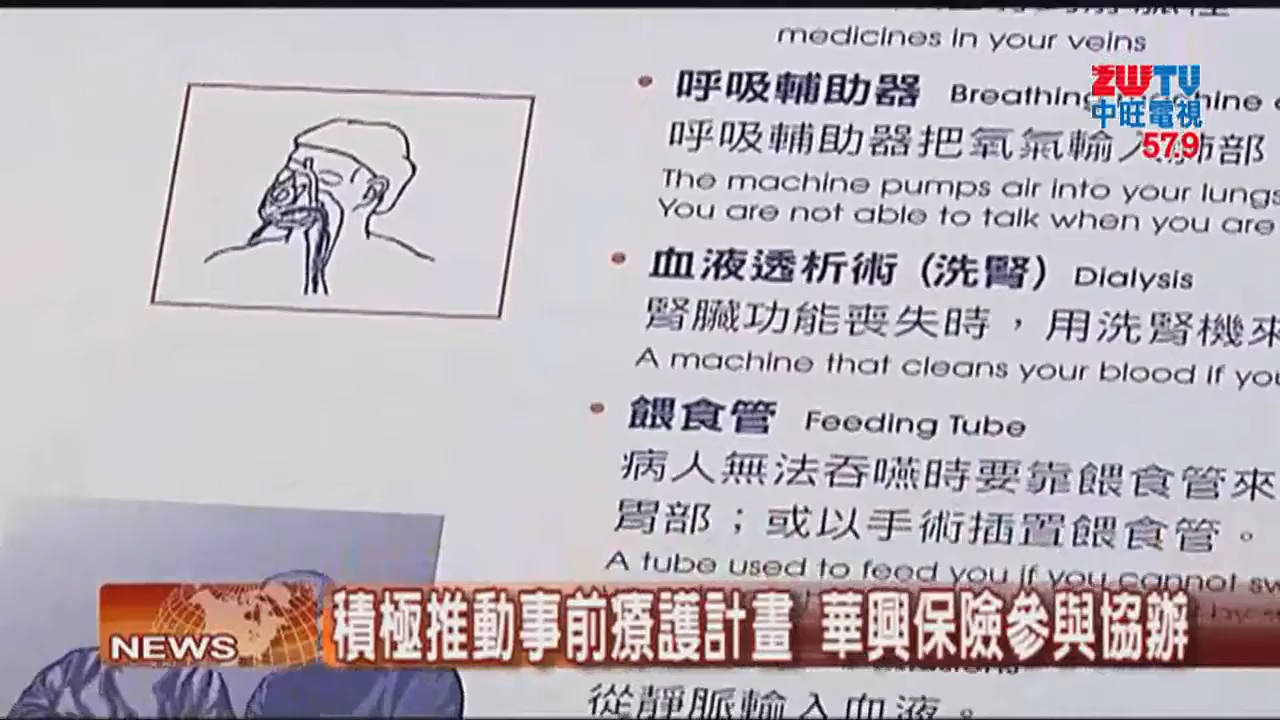 medicines in your veins
ZWTV
中旺電視
57.9
• 呼吸輔助器 Breathing
呼吸輔助器把氧氣輸入 部
The machine pumps air into your lungs
You are not able to talk when you are
• 血液透析術 (洗腎) Dialysis
腎臟功能喪失時，用洗腎機來
A machine that cleans your blood if you
• 餵食管 Feeding Tube
病人無法吞嚥時要靠餵食管來
胃部；或以手術插置餵食管。
A tube used to feed you if you cannot
NEWS
積極推動事前療護計畫 華興保險參與協辦
從靜脈輸入血液。